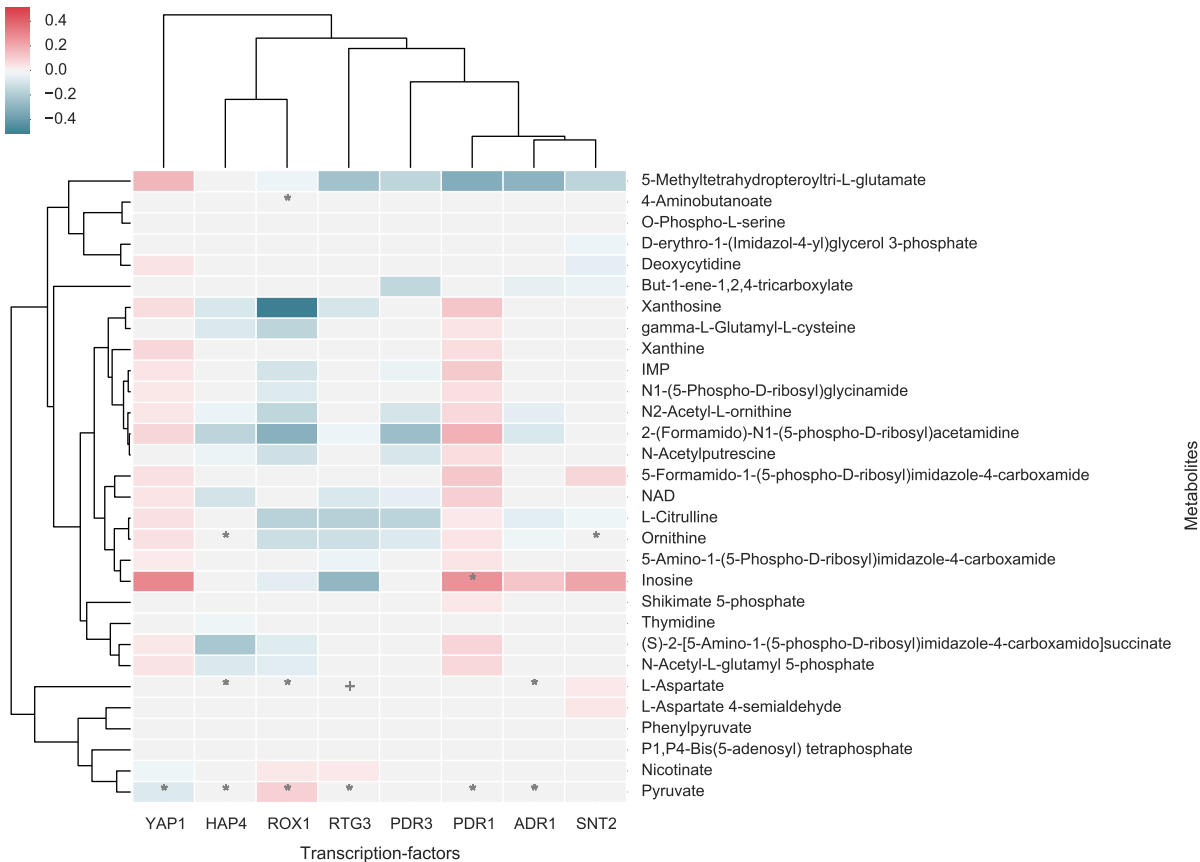 0.4
0.2
0.0
−0.2
−0.4
5-Methyltetrahydropteroyltri-L-glutamate
*
4-Aminobutanoate
O-Phospho-L-serine
D-erythro-1-(Imidazol-4-yl)glycerol 3-phosphate
Deoxycytidine
But-1-ene-1,2,4-tricarboxylate
Xanthosine
gamma-L-Glutamyl-L-cysteine
Xanthine
IMP
N1-(5-Phospho-D-ribosyl)glycinamide
N2-Acetyl-L-ornithine
2-(Formamido)-N1-(5-phospho-D-ribosyl)acetamidine
N-Acetylputrescine
5-Formamido-1-(5-phospho-D-ribosyl)imidazole-4-carboxamide
NAD
L-Citrulline
* * Ornithine
5-Amino-1-(5-Phospho-D-ribosyl)imidazole-4-carboxamide
* Inosine
Shikimate 5-phosphate
Thymidine
(S)-2-[5-Amino-1-(5-phospho-D-ribosyl)imidazole-4-carboxamido]succinate
N-Acetyl-L-glutamyl 5-phosphate
* * + * L-Aspartate
L-Aspartate 4-semialdehyde
Phenylpyruvate
P1,P4-Bis(5-adenosyl) tetraphosphate
Nicotinate
* * * * * * Pyruvate
Metabolites
YAP1 HAP4 ROX1 RTG3 PDR3 PDR1 ADR1 SNT2
Transcription-factors